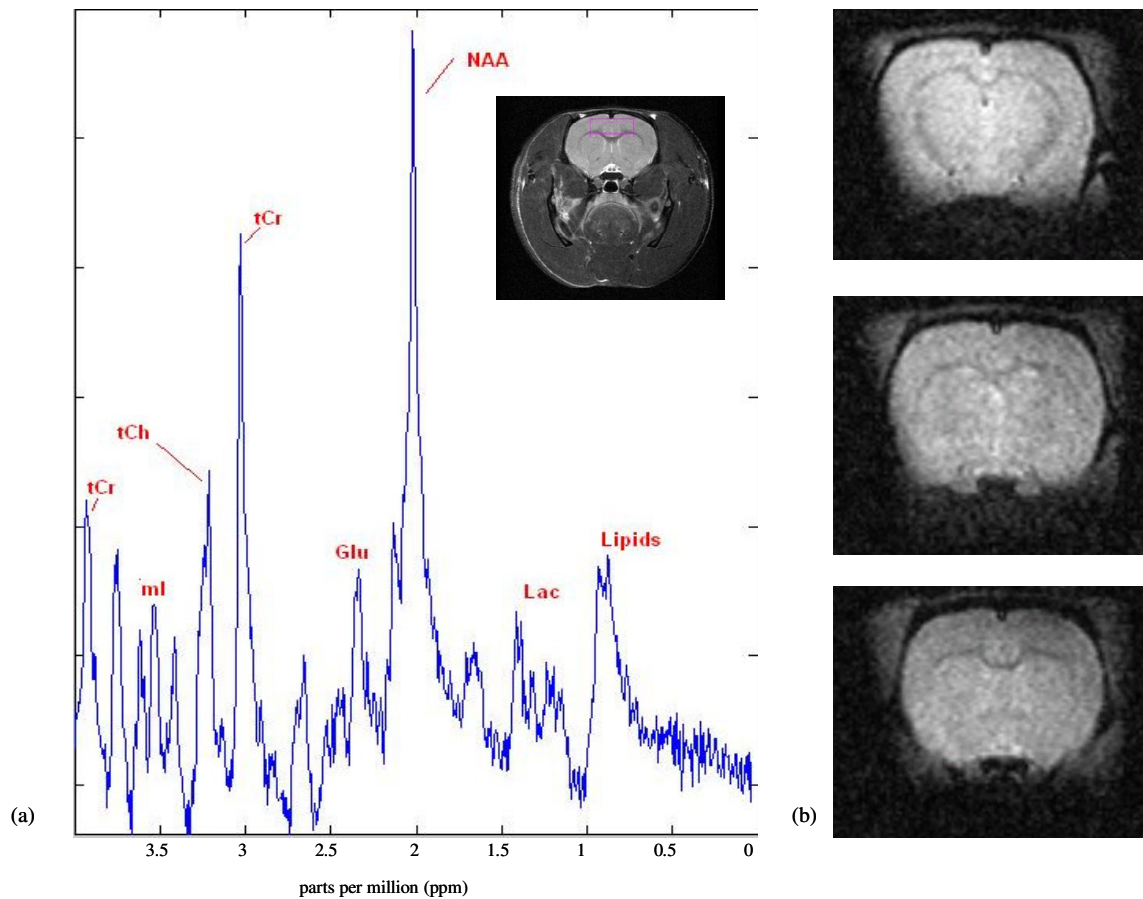 NAA
tCr
tCh
tCr
Glu
Lipids
mI
Lac
(a)
(b)
3.5 3 2.5 2 1.5 1 0.5 0
parts per million (ppm)